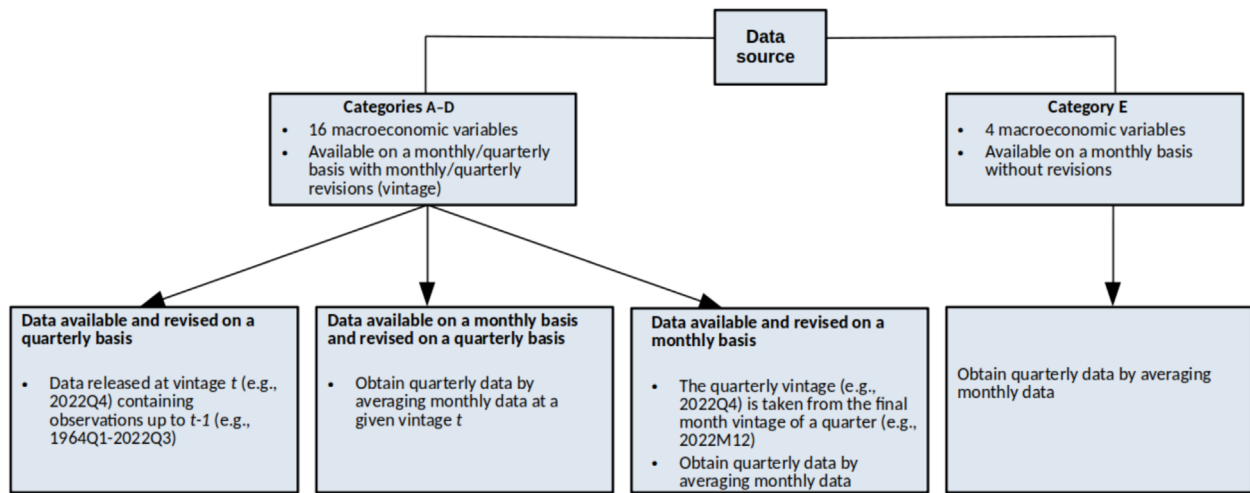 Data
source
Categories A–D
• 16 macroeconomic variables
• Available on a monthly/quarterly
basis with monthly/quarterly
revisions (vintage)
Category E
• 4 macroeconomic variables
• Available on a monthly basis
without revisions
Data available and revised on a
quarterly basis
• Data released at vintage t (e.g.,
2022Q4) containing
observations up to t-1 (e.g.,
1964Q1-2022Q3)
Data available on a monthly basis
and revised on a quarterly basis
• Obtain quarterly data by
averaging monthly data at a
given vintage t
Data available and revised on a
monthly basis
• The quarterly vintage (e.g.,
2022Q4) is taken from the final
month vintage of a quarter (e.g.,
2022M12)
• Obtain quarterly data by
averaging monthly data
Obtain quarterly data by averaging
monthly data